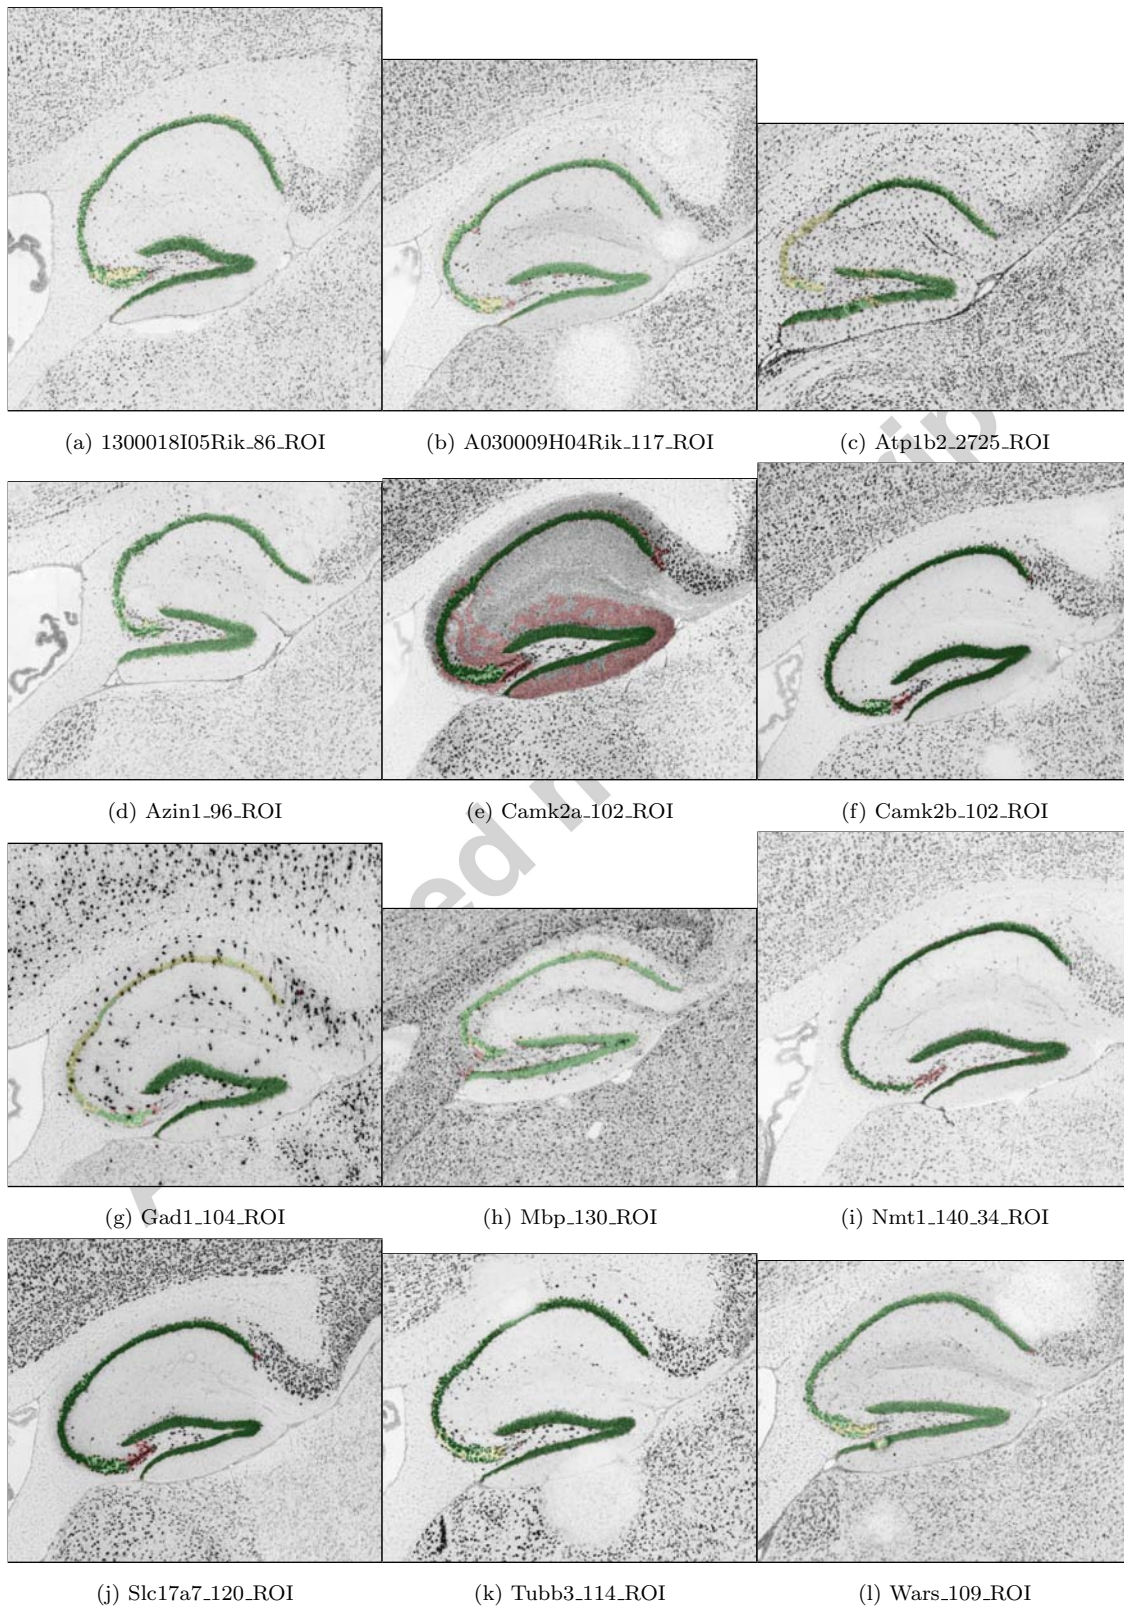 (a) 1300018I05Rik_86_ROI
(b) A030009H04Rik_117_ROI
(c) Atp1b2_2725_ROI
(d) Azin1_96_ROI
(e) Camk2a_102_ROI
(f) Camk2b_102_ROI
(g) Gad1_104_ROI
(h) Mbp_130_ROI
(i) Nmt1_140_34_ROI
(j) Slc17a7_120_ROI
(k) Tubb3_114_ROI
(l) Wars_109_ROI